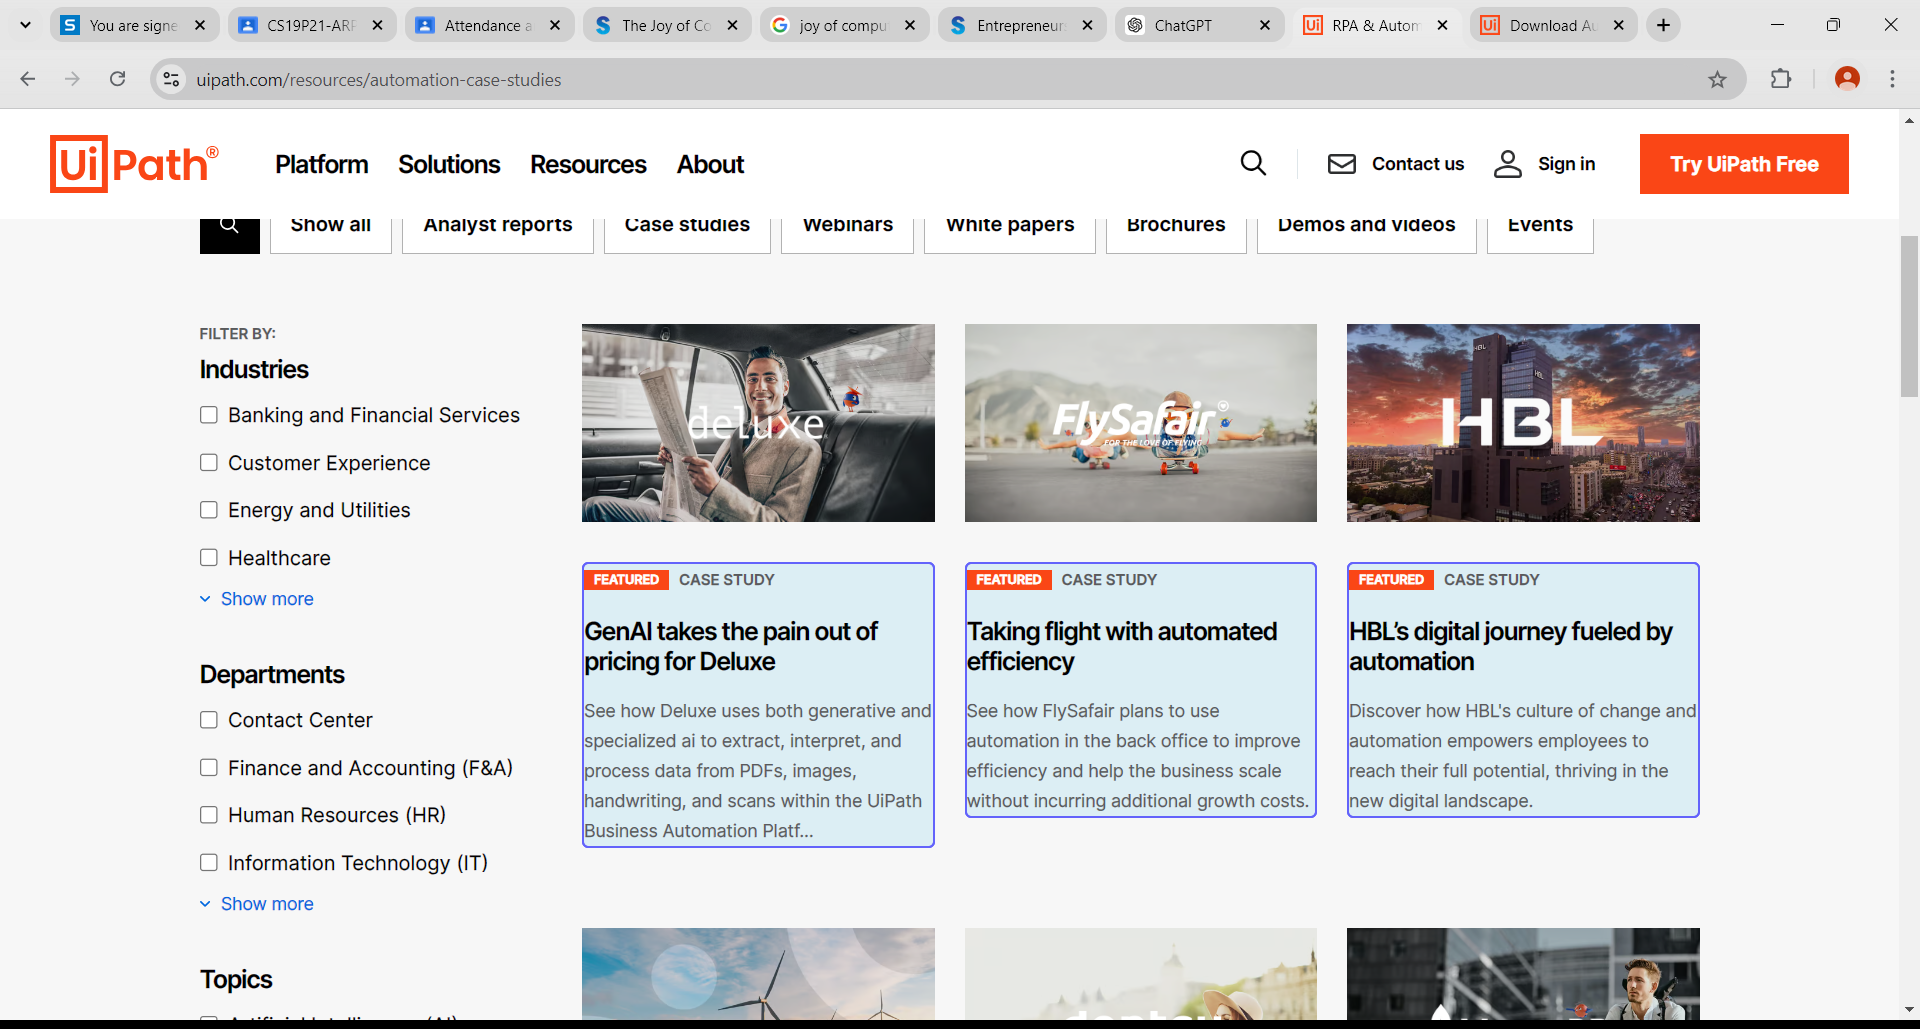 You are signe
CS19P21-ARP
Attendance a
The Joy of Co
joy of compu
Entrepreneur
ChatGPT
RPA & Autom
Download Au
uipath.com/resources/automation-case-studies
UiPath®
Platform
Solutions
Resources
About
Contact us
Sign in
Try UiPath Free
Show all
Analyst reports
Case studies
Webinars
White papers
Brochures
Demos and videos
Events
FILTER BY:
Industries
Banking and Financial Services
Customer Experience
Energy and Utilities
Healthcare
Show more
Departments
Contact Center
Finance and Accounting (F&A)
Human Resources (HR)
Information Technology (IT)
Show more
Topics
deluxe
FlySafair
FOR THE LOVE OF FLYING
HBL
HBL
HBL
FEATURED CASE STUDY
GenAI takes the pain out of
pricing for Deluxe
See how Deluxe uses both generative and
specialized ai to extract, interpret, and
process data from PDFs, images,
handwriting, and scans within the UiPath
Business Automation Platf...
FEATURED CASE STUDY
Taking flight with automated
efficiency
See how FlySafair plans to use
automation in the back office to improve
efficiency and help the business scale
without incurring additional growth costs.
FEATURED CASE STUDY
HBL’s digital journey fueled by
automation
Discover how HBL's culture of change and
automation empowers employees to
reach their full potential, thriving in the
new digital landscape.